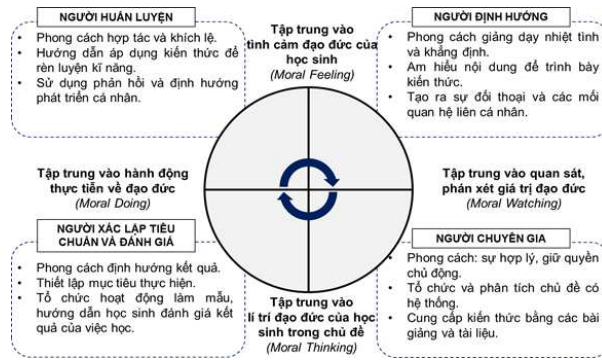 NGƯỜI HUẤN LUYỆN
• Phong cách hợp tác và khích lệ.
• Hướng dẫn áp dụng kiến thức để
rèn luyện kĩ năng.
• Sử dụng phản hồi và định hướng
phát triển cá nhân.
Tập trung vào
tình cảm đạo đức của
học sinh
(Moral Feeling)
NGƯỜI ĐỊNH HƯỚNG
• Phong cách giảng dạy nhiệt tình
và khẳng định.
• Am hiểu nội dung để trình bày
kiến thức.
• Tạo ra sự đối thoại và các mối
quan hệ liên cá nhân.
Tập trung vào hành động
thực tiễn về đạo đức
(Moral Doing)
Tập trung vào quan sát,
phán xét giá trị đạo đức
(Moral Watching)
NGƯỜI XÁC LẬP TIÊU
CHUẨN VÀ ĐÁNH GIÁ
• Phong cách định hướng kết quả.
• Thiết lập mục tiêu thực hiện.
• Tổ chức hoạt động làm mẫu,
hướng dẫn học sinh đánh giá kết
quả của việc học.
Tập trung vào
lí trí đạo đức của học
sinh trong chủ đề
(Moral Thinking)
NGƯỜI CHUYÊN GIA
• Phong cách: sự hợp lý, giữ quyền
chủ động.
• Tổ chức và phân tích chủ đề có
hệ thống.
• Cung cấp kiến thức bằng các bài
giảng và tài liệu.